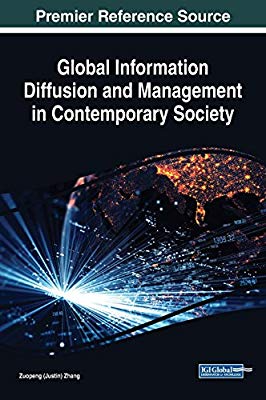 Premier Reference Source
Global Information
Diffusion and Management
in Contemporary Society
Zuopeng (Justin) Zhang
IGI Global